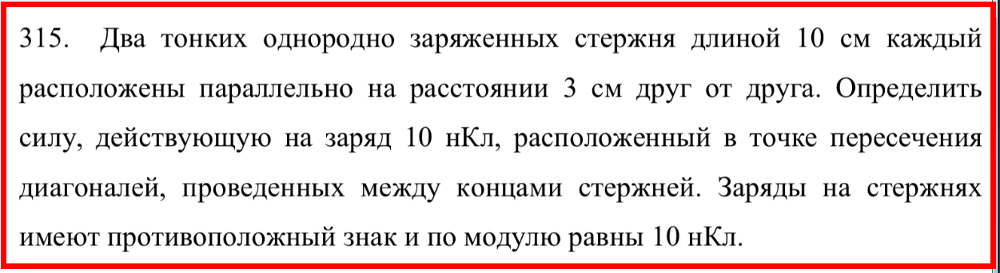 315. Два тонких однородно заряженных стержня длиной 10 см каждый
расположены параллельно на расстоянии 3 см друг от друга. Определить
силу, действующую на заряд 10 нКл, расположенный в точке пересечения
диагоналей, проведенных между концами стержней. Заряды на стержнях
имеют противоположный знак и по модулю равны 10 нКл.